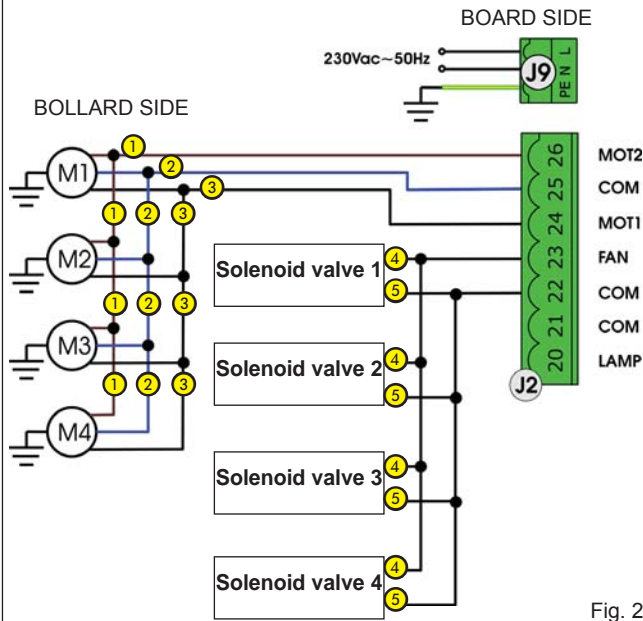 BOARD SIDE
230Vac~50Hz
J9
PE N L
BOLLARD SIDE
1
2
3
M1
26 MOT2
25 COM
24 MOT1
23 FAN
22 COM
21 COM
20 LAMP
J2
1 2 3
M2
1 2 3
M3
1 2 3
M4
Solenoid valve 1
4
5
Solenoid valve 2
4
5
Solenoid valve 3
4
5
Solenoid valve 4
4
5
Fig. 2